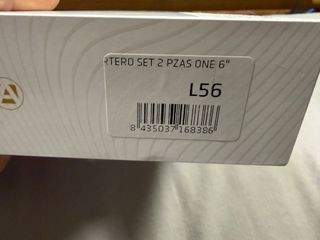 RTERO SET 2 PZAS ONE 6"
L56
8 435037 168386
A